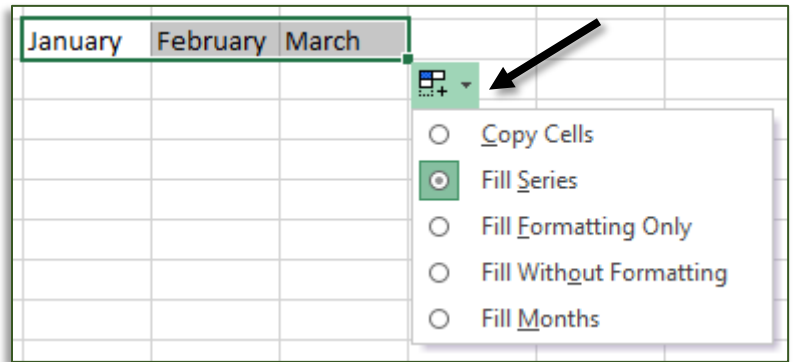 January February March
Copy Cells
Fill Series
Fill Formatting Only
Fill Without Formatting
Fill Months